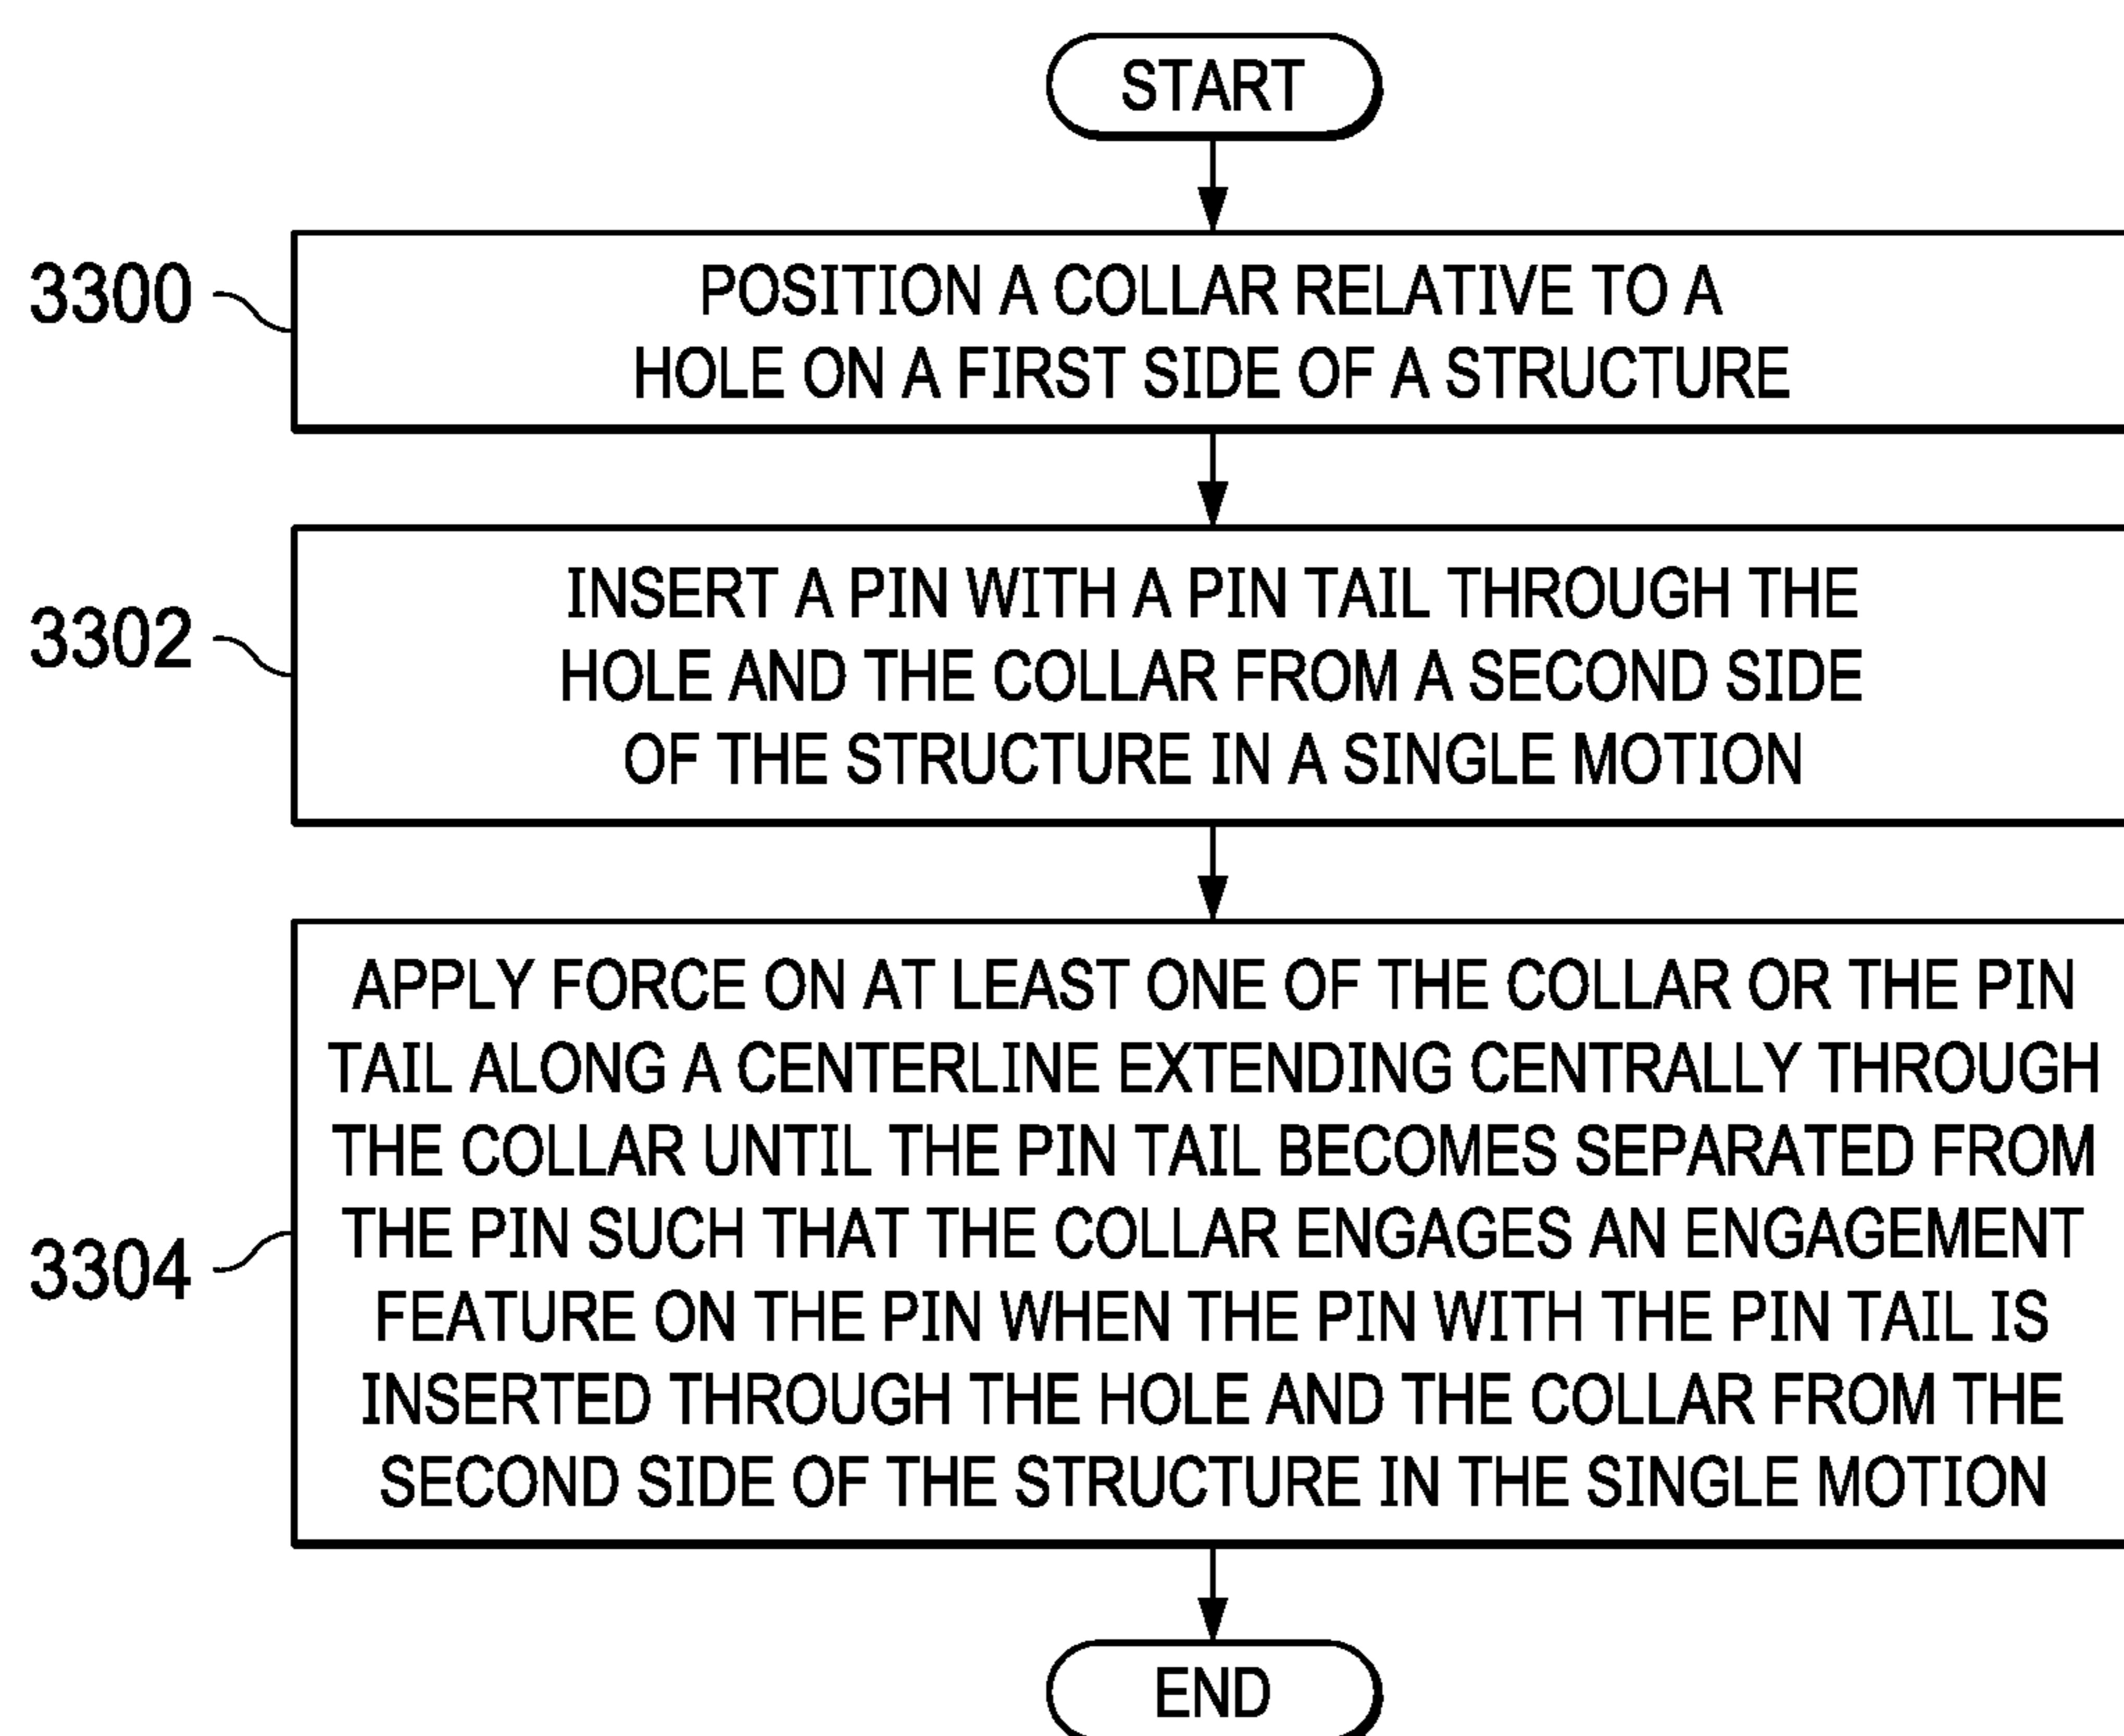 START
3300
POSITION A COLLAR RELATIVE TO A
HOLE ON A FIRST SIDE OF A STRUCTURE
3302
INSERT A PIN WITH A PIN TAIL THROUGH THE
HOLE AND THE COLLAR FROM A SECOND SIDE
OF THE STRUCTURE IN A SINGLE MOTION
3304
APPLY FORCE ON AT LEAST ONE OF THE COLLAR OR THE PIN
TAIL ALONG A CENTERLINE EXTENDING CENTRALLY THROUGH
THE COLLAR UNTIL THE PIN TAIL BECOMES SEPARATED FROM
THE PIN SUCH THAT THE COLLAR ENGAGES AN ENGAGEMENT
FEATURE ON THE PIN WHEN THE PIN WITH THE PIN TAIL IS
INSERTED THROUGH THE HOLE AND THE COLLAR FROM THE
SECOND SIDE OF THE STRUCTURE IN THE SINGLE MOTION
END